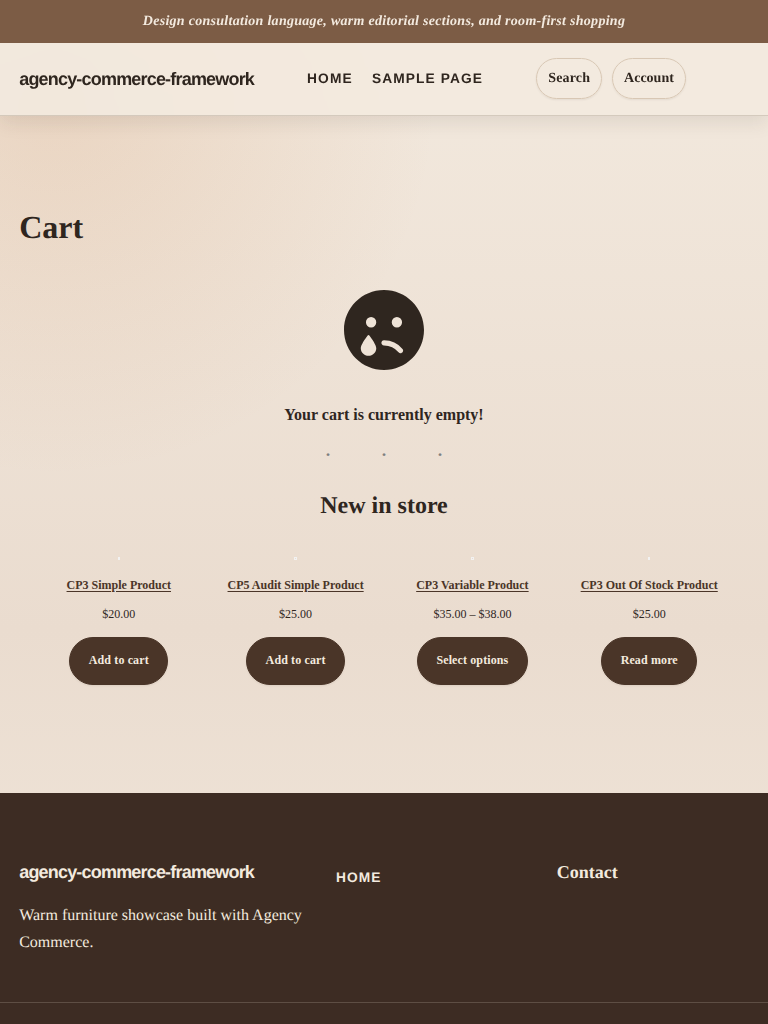 Design consultation language, warm editorial sections, and room-first shopping
agency-commerce-framework
HOME
SAMPLE PAGE
Search
Account
Cart
Your cart is currently empty!
New in store
CP3 Simple Product
CP5 Audit Simple Product
CP3 Variable Product
CP3 Out Of Stock Product
$20.00
$25.00
$35.00 – $38.00
$25.00
Add to cart
Add to cart
Select options
Read more
agency-commerce-framework
HOME
Contact
Warm furniture showcase built with Agency
Commerce.